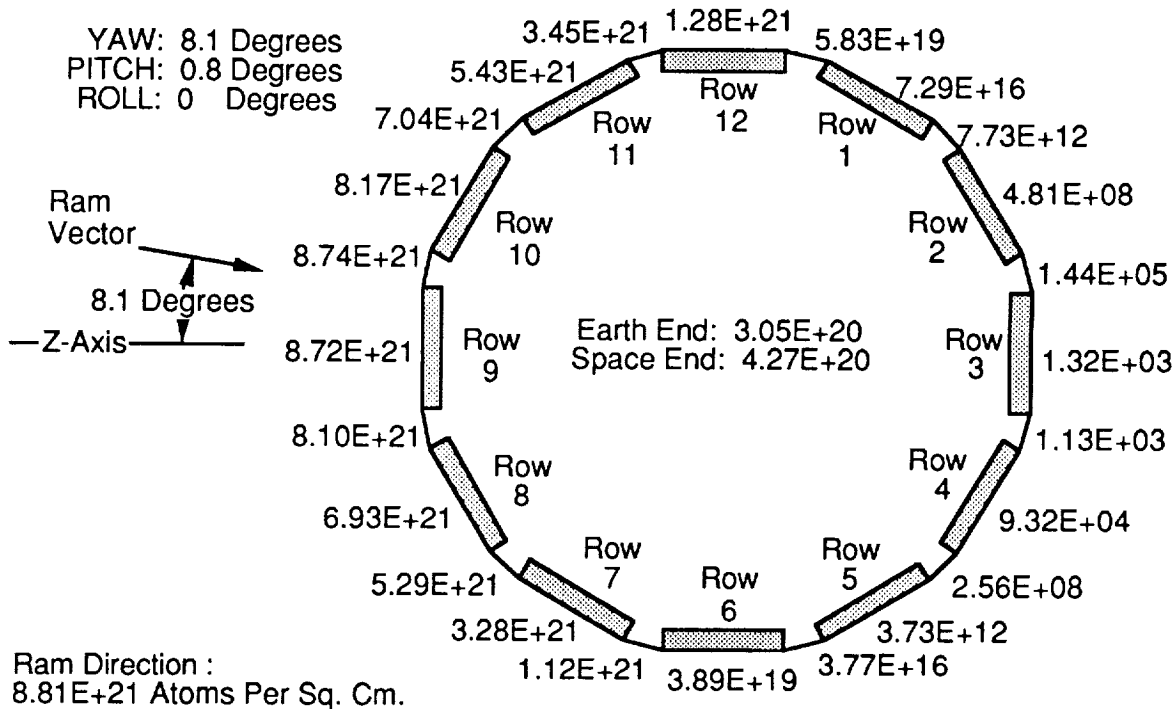 YAW: 8.1 Degrees
PITCH: 0.8 Degrees
ROLL: 0 Degrees
3.45E+21
1.28E+21
5.83E+19
5.43E+21
7.29E+16
7.04E+21
7.73E+12
Row
12
Row
11
Row
1
8.17E+21
4.81E+08
Ram
Vector
Row
10
Row
2
8.74E+21
1.44E+05
8.1 Degrees
Z-Axis
8.72E+21
Row
9
Earth End: 3.05E+20
Space End: 4.27E+20
Row
3
1.32E+03
8.10E+21
1.13E+03
Row
8
Row
4
6.93E+21
9.32E+04
Row
7
Row
6
Row
5
5.29E+21
2.56E+08
3.28E+21
3.73E+12
1.12E+21
3.89E+19
3.77E+16
Ram Direction :
8.81E+21 Atoms Per Sq. Cm.